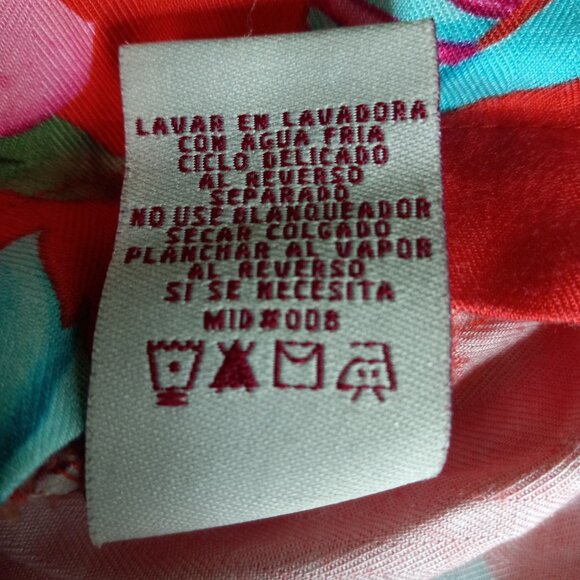 LAVAR EN LAVADORA
CON AGUA FRIA
CICLO DELICADO
AL REVERSO
SEPARADO
NO USE BLANQUEADOR
SECAR COLGADO
PLANCHAR AL VAPOR
AL REVERSO
SI SE NECESITA
MID#008